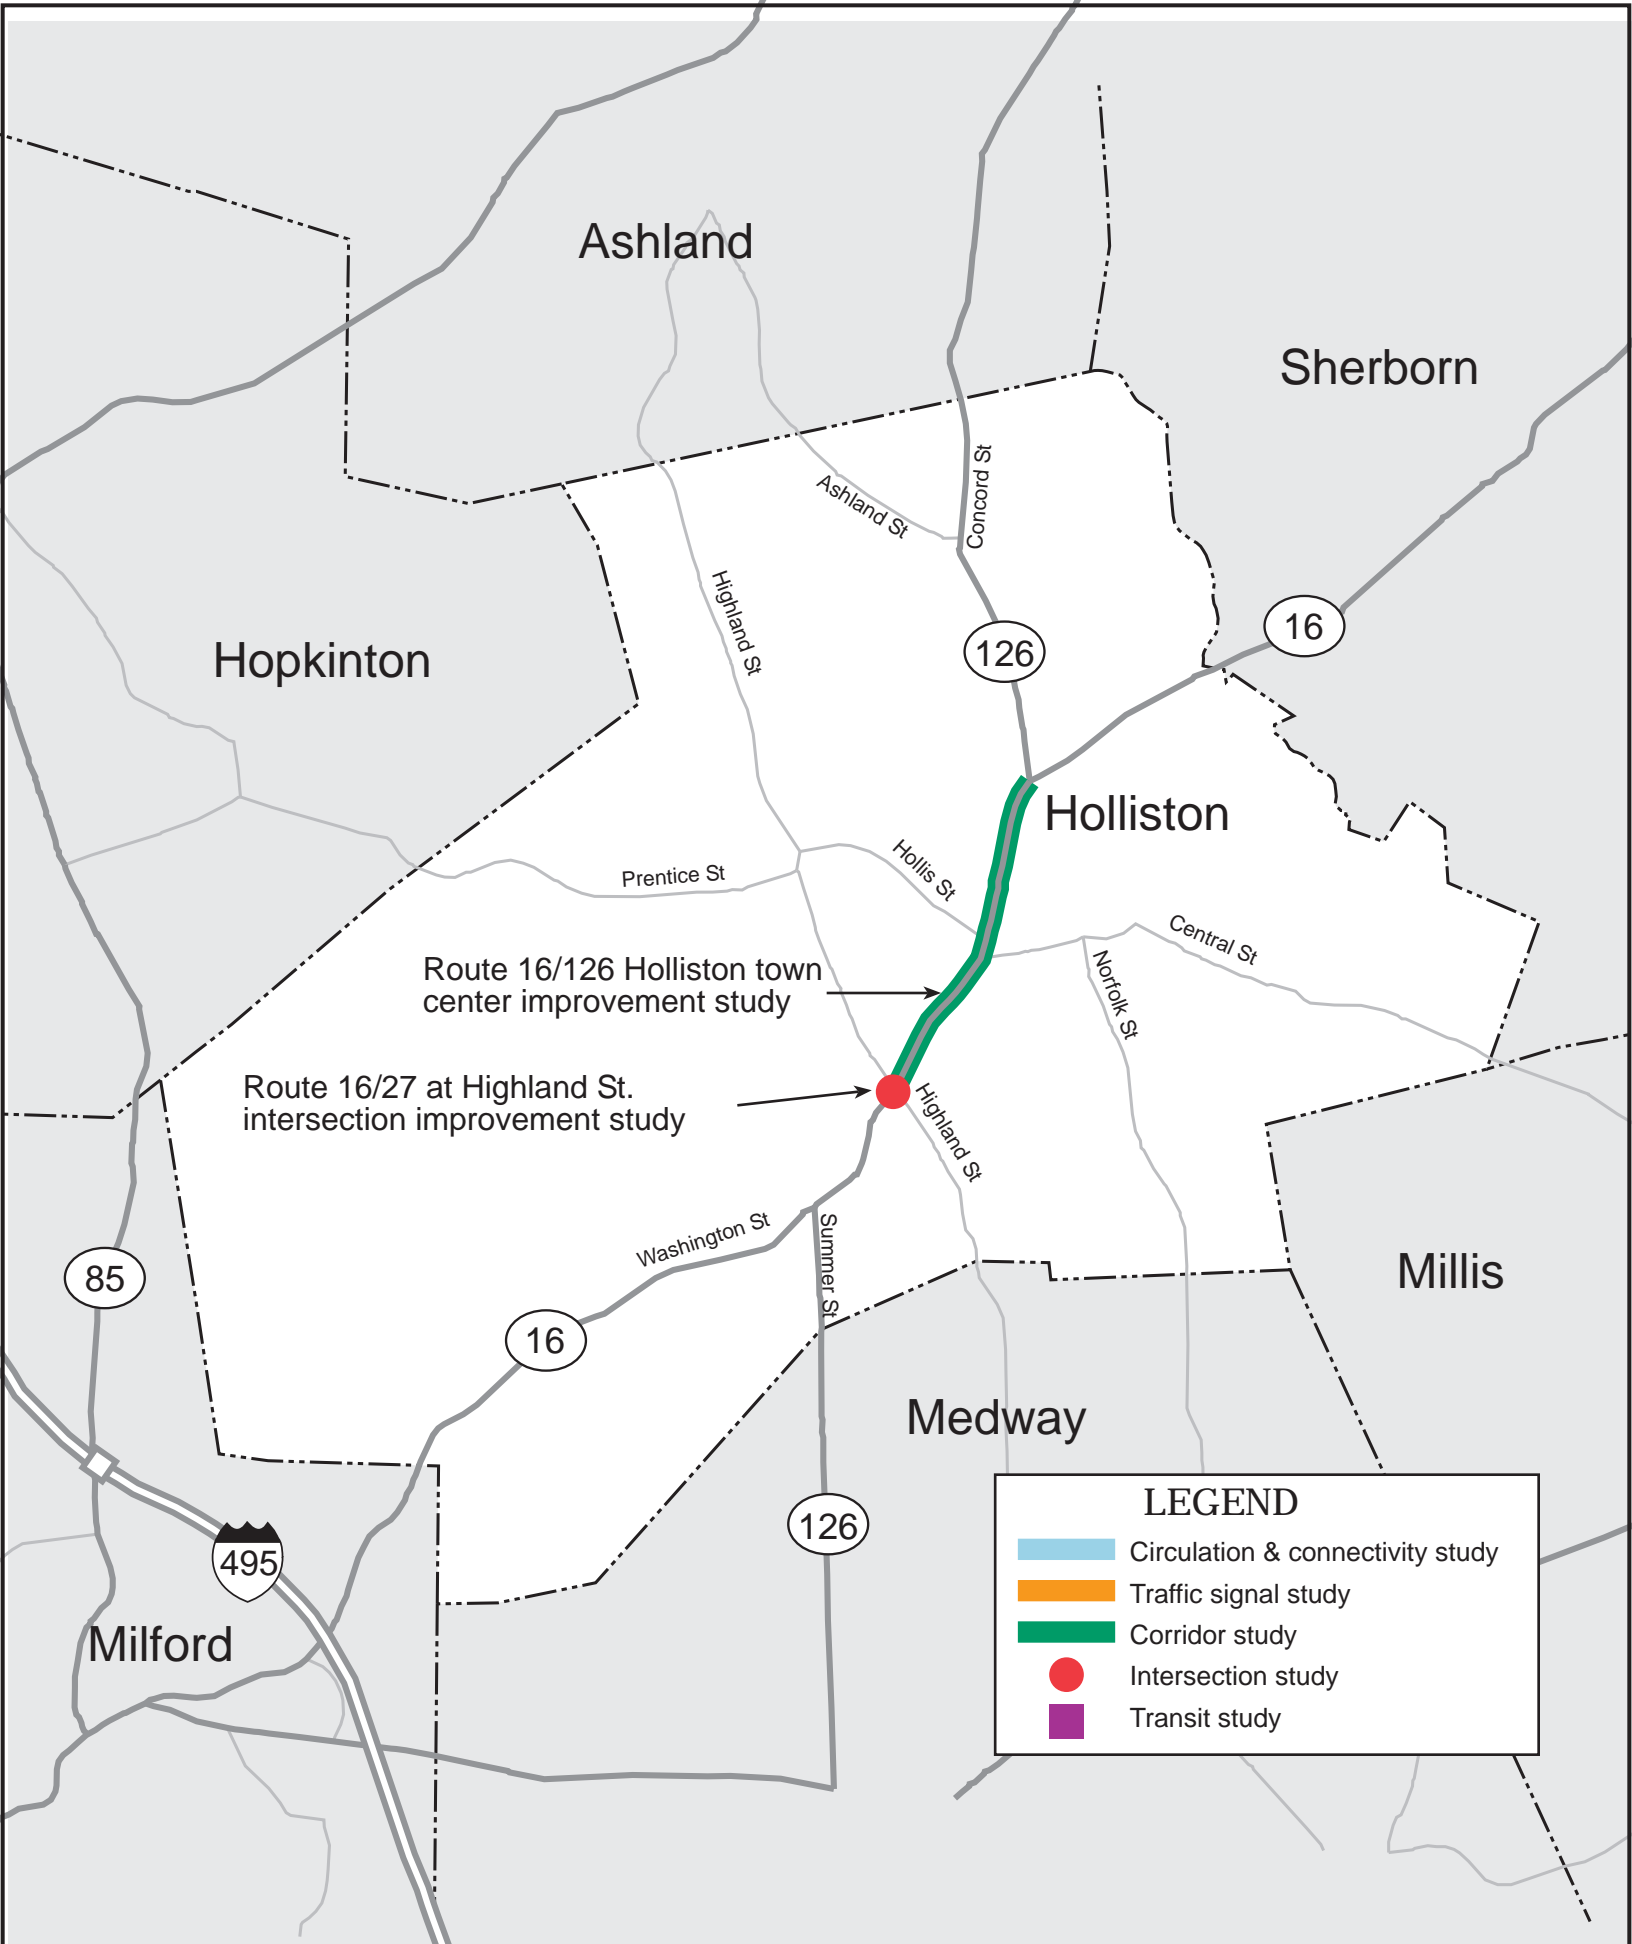 Ashland
Sherborn
Concord St
Ashland St
Highland St
16
126
Hopkinton
Holliston
Hollis St
Prentice St
Central St
Norfolk St
Route 16/126 Holliston town
center improvement study
Route 16/27 at Highland St.
intersection improvement study
Highland St
Washington St
Summer St
85
Millis
16
Medway
126
495
Milford
LEGEND
Circulation & connectivity study
Traffic signal study
Corridor study
Intersection study
Transit study